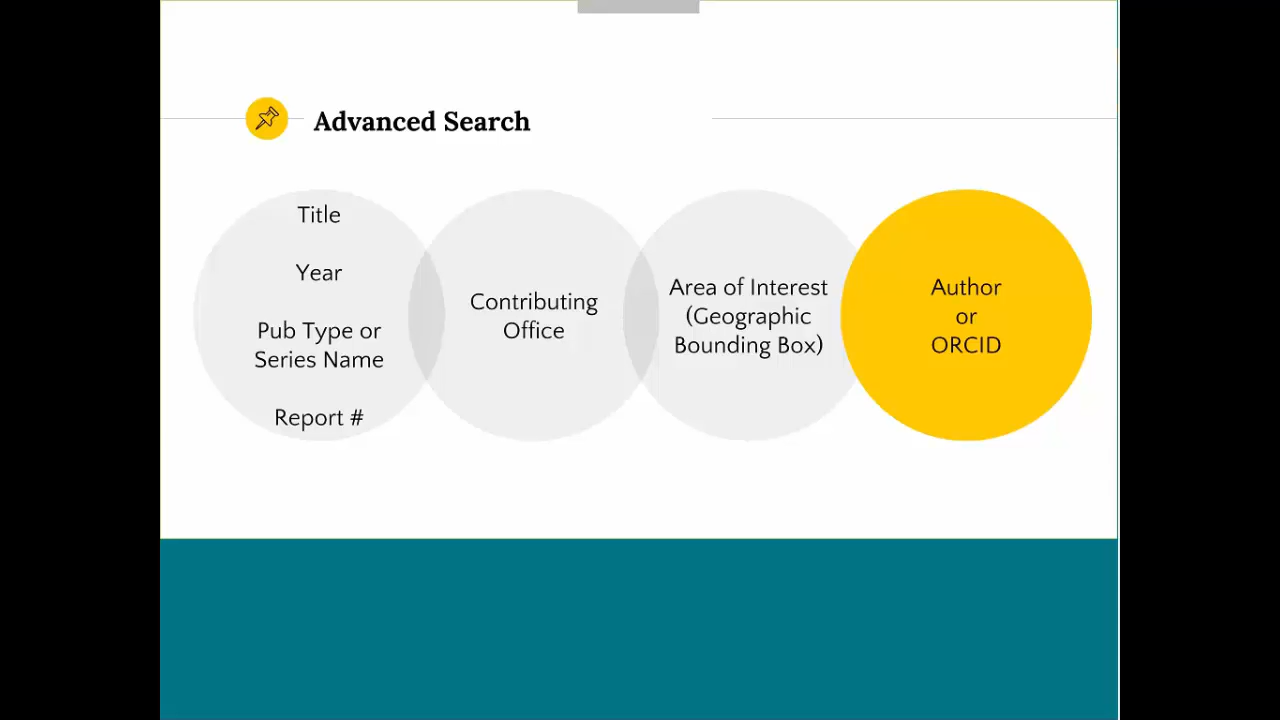 Advanced Search
Title
Year
Pub Type or
Series Name
Report #
Contributing
Office
Area of Interest
(Geographic
Bounding Box)
Author
or
ORCID